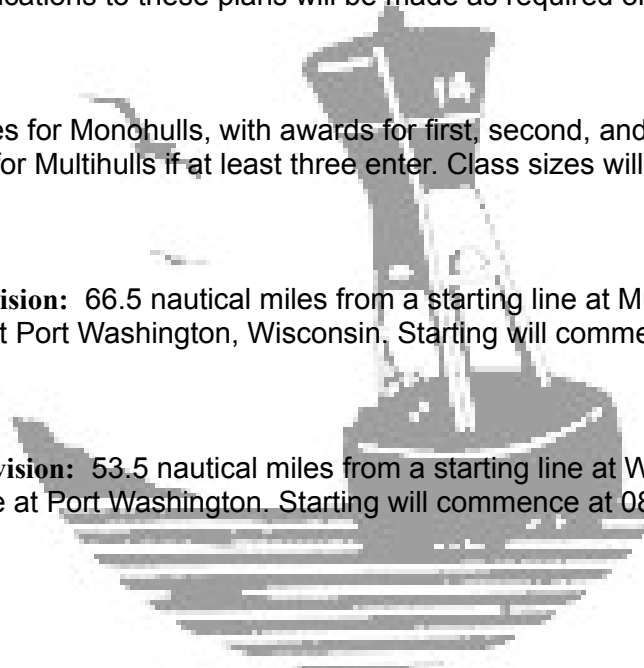 ications to these plans will be made as required or
14
es for Monohulls, with awards for first, second, and
for Multihulls if at least three enter. Class sizes will
ision: 66.5 nautical miles from a starting line at M
t Port Washington, Wisconsin. Starting will comme
vision: 53.5 nautical miles from a starting line at W
e at Port Washington. Starting will commence at 08